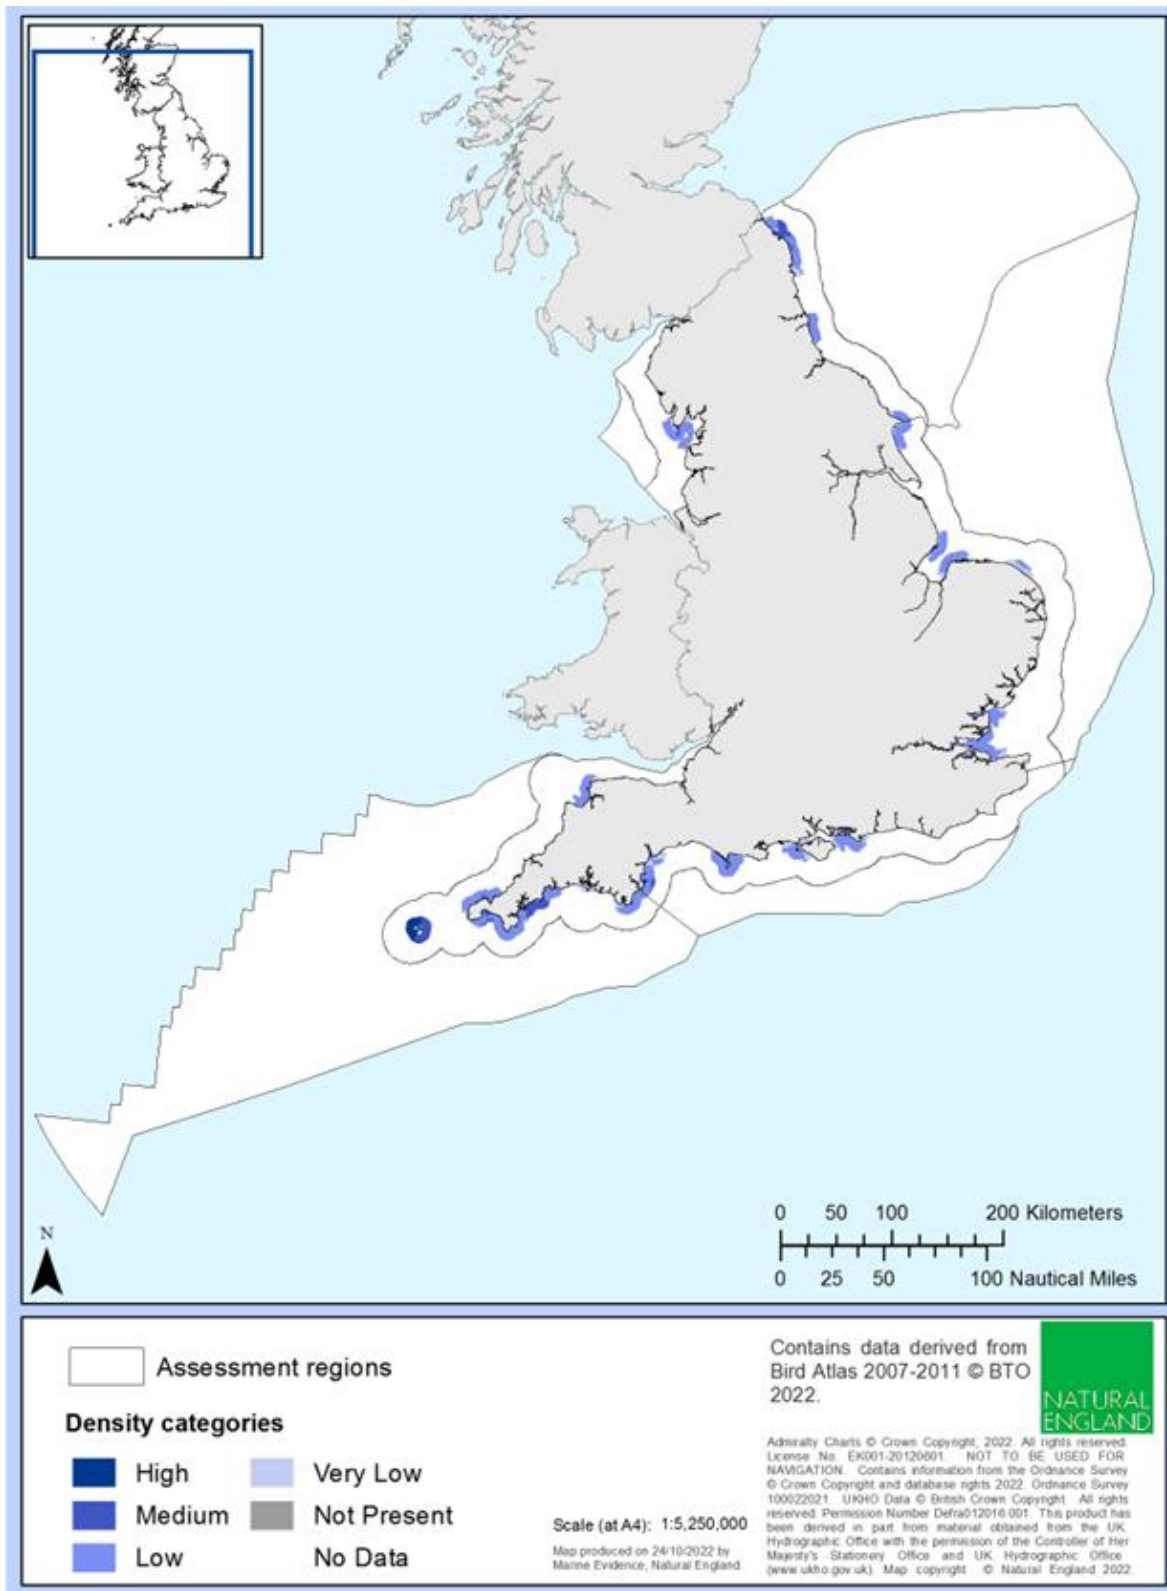 N
0 50 100 200 Kilometers
0 25 50 100 Nautical Miles
Assessment regions
Density categories
High
Medium
Low
Very Low
Not Present
No Data
Scale (at A4): 1:5,250,000
Map produced on 24/10/2022 by
Marine Evidence, Natural England.
Contains data derived from
Bird Atlas 2007-2011 © BTO
2022.
NATURAL
ENGLAND
Admiralty Charts © Crown Copyright, 2022. All rights reserved.
License No. EK001-20120601. NOT TO BE USED FOR
NAVIGATION. Contains information from the Ordnance Survey
© Crown Copyright and database rights 2022. Ordnance Survey
100022021. UKHO Data © British Crown Copyright. All rights
reserved. Permission Number Defra012016.001. This product has
been derived in part from material obtained from the UK
Hydrographic Office with the permission of the Controller of Her
Majesty's Stationery Office and UK Hydrographic Office
(www.ukho.gov.uk). Map copyright © Natural England 2022